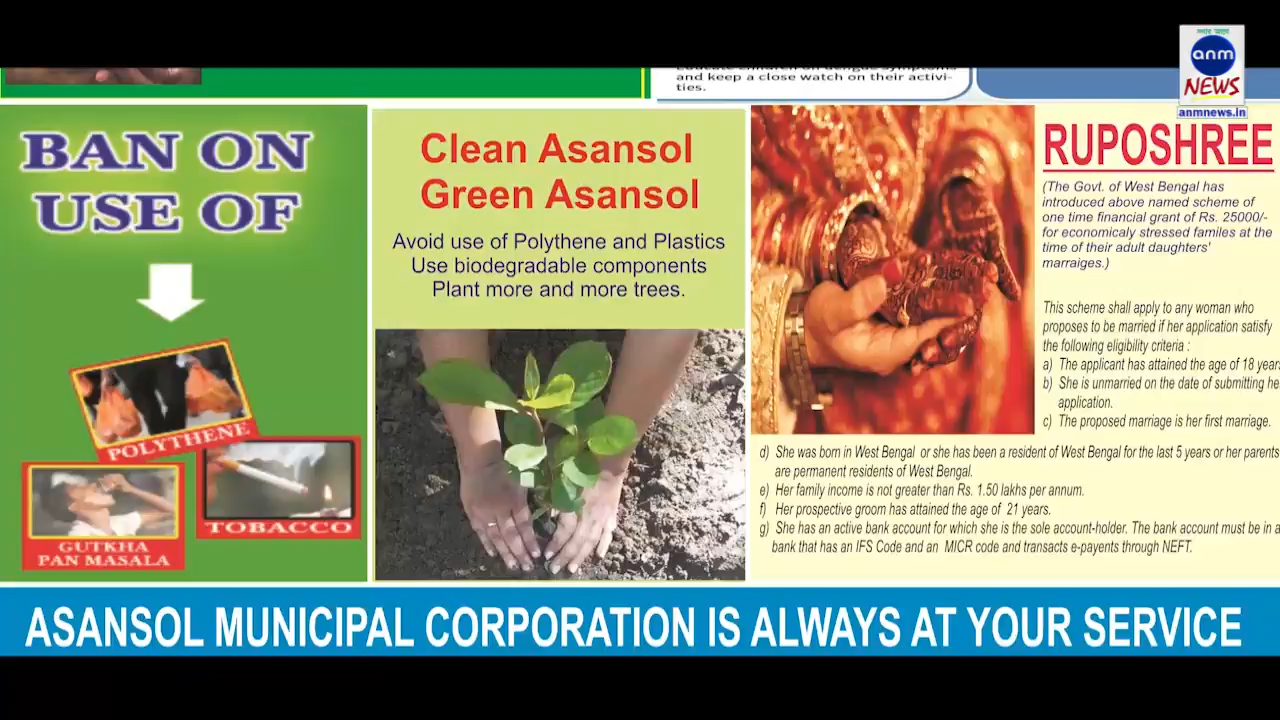 and keep a close watch on their activi-
ties.
anm
NEWS
anmnews.in
BAN ON
USE OF
POLYTHENE
TOBACCO
GUTKHA
PAN MASALA
Clean Asansol
Green Asansol
Avoid use of Polythene and Plastics
Use biodegradable components
Plant more and more trees.
RUPOSHREE
(The Govt. of West Bengal has
introduced above named scheme of
one time financial grant of Rs. 25000/-
for economicaly stressed familes at the
time of their adult daughters'
marraiges.)
This scheme shall apply to any woman who
proposes to be married if her application satisfy
the following eligibility criteria :
a) The applicant has attained the age of 18 years
b) She is unmarried on the date of submitting he
application.
c) The proposed marriage is her first marriage.
d) She was born in West Bengal or she has been a resident of West Bengal for the last 5 years or her parents
are permanent residents of West Bengal.
e) Her family income is not greater than Rs. 1.50 lakhs per annum.
f) Her prospective groom has attained the age of 21 years.
g) She has an active bank account for which she is the sole account-holder. The bank account must be in a
bank that has an IFS Code and an MICR code and transacts e-payents through NEFT.
ASANSOL MUNICIPAL CORPORATION IS ALWAYS AT YOUR SERVICE